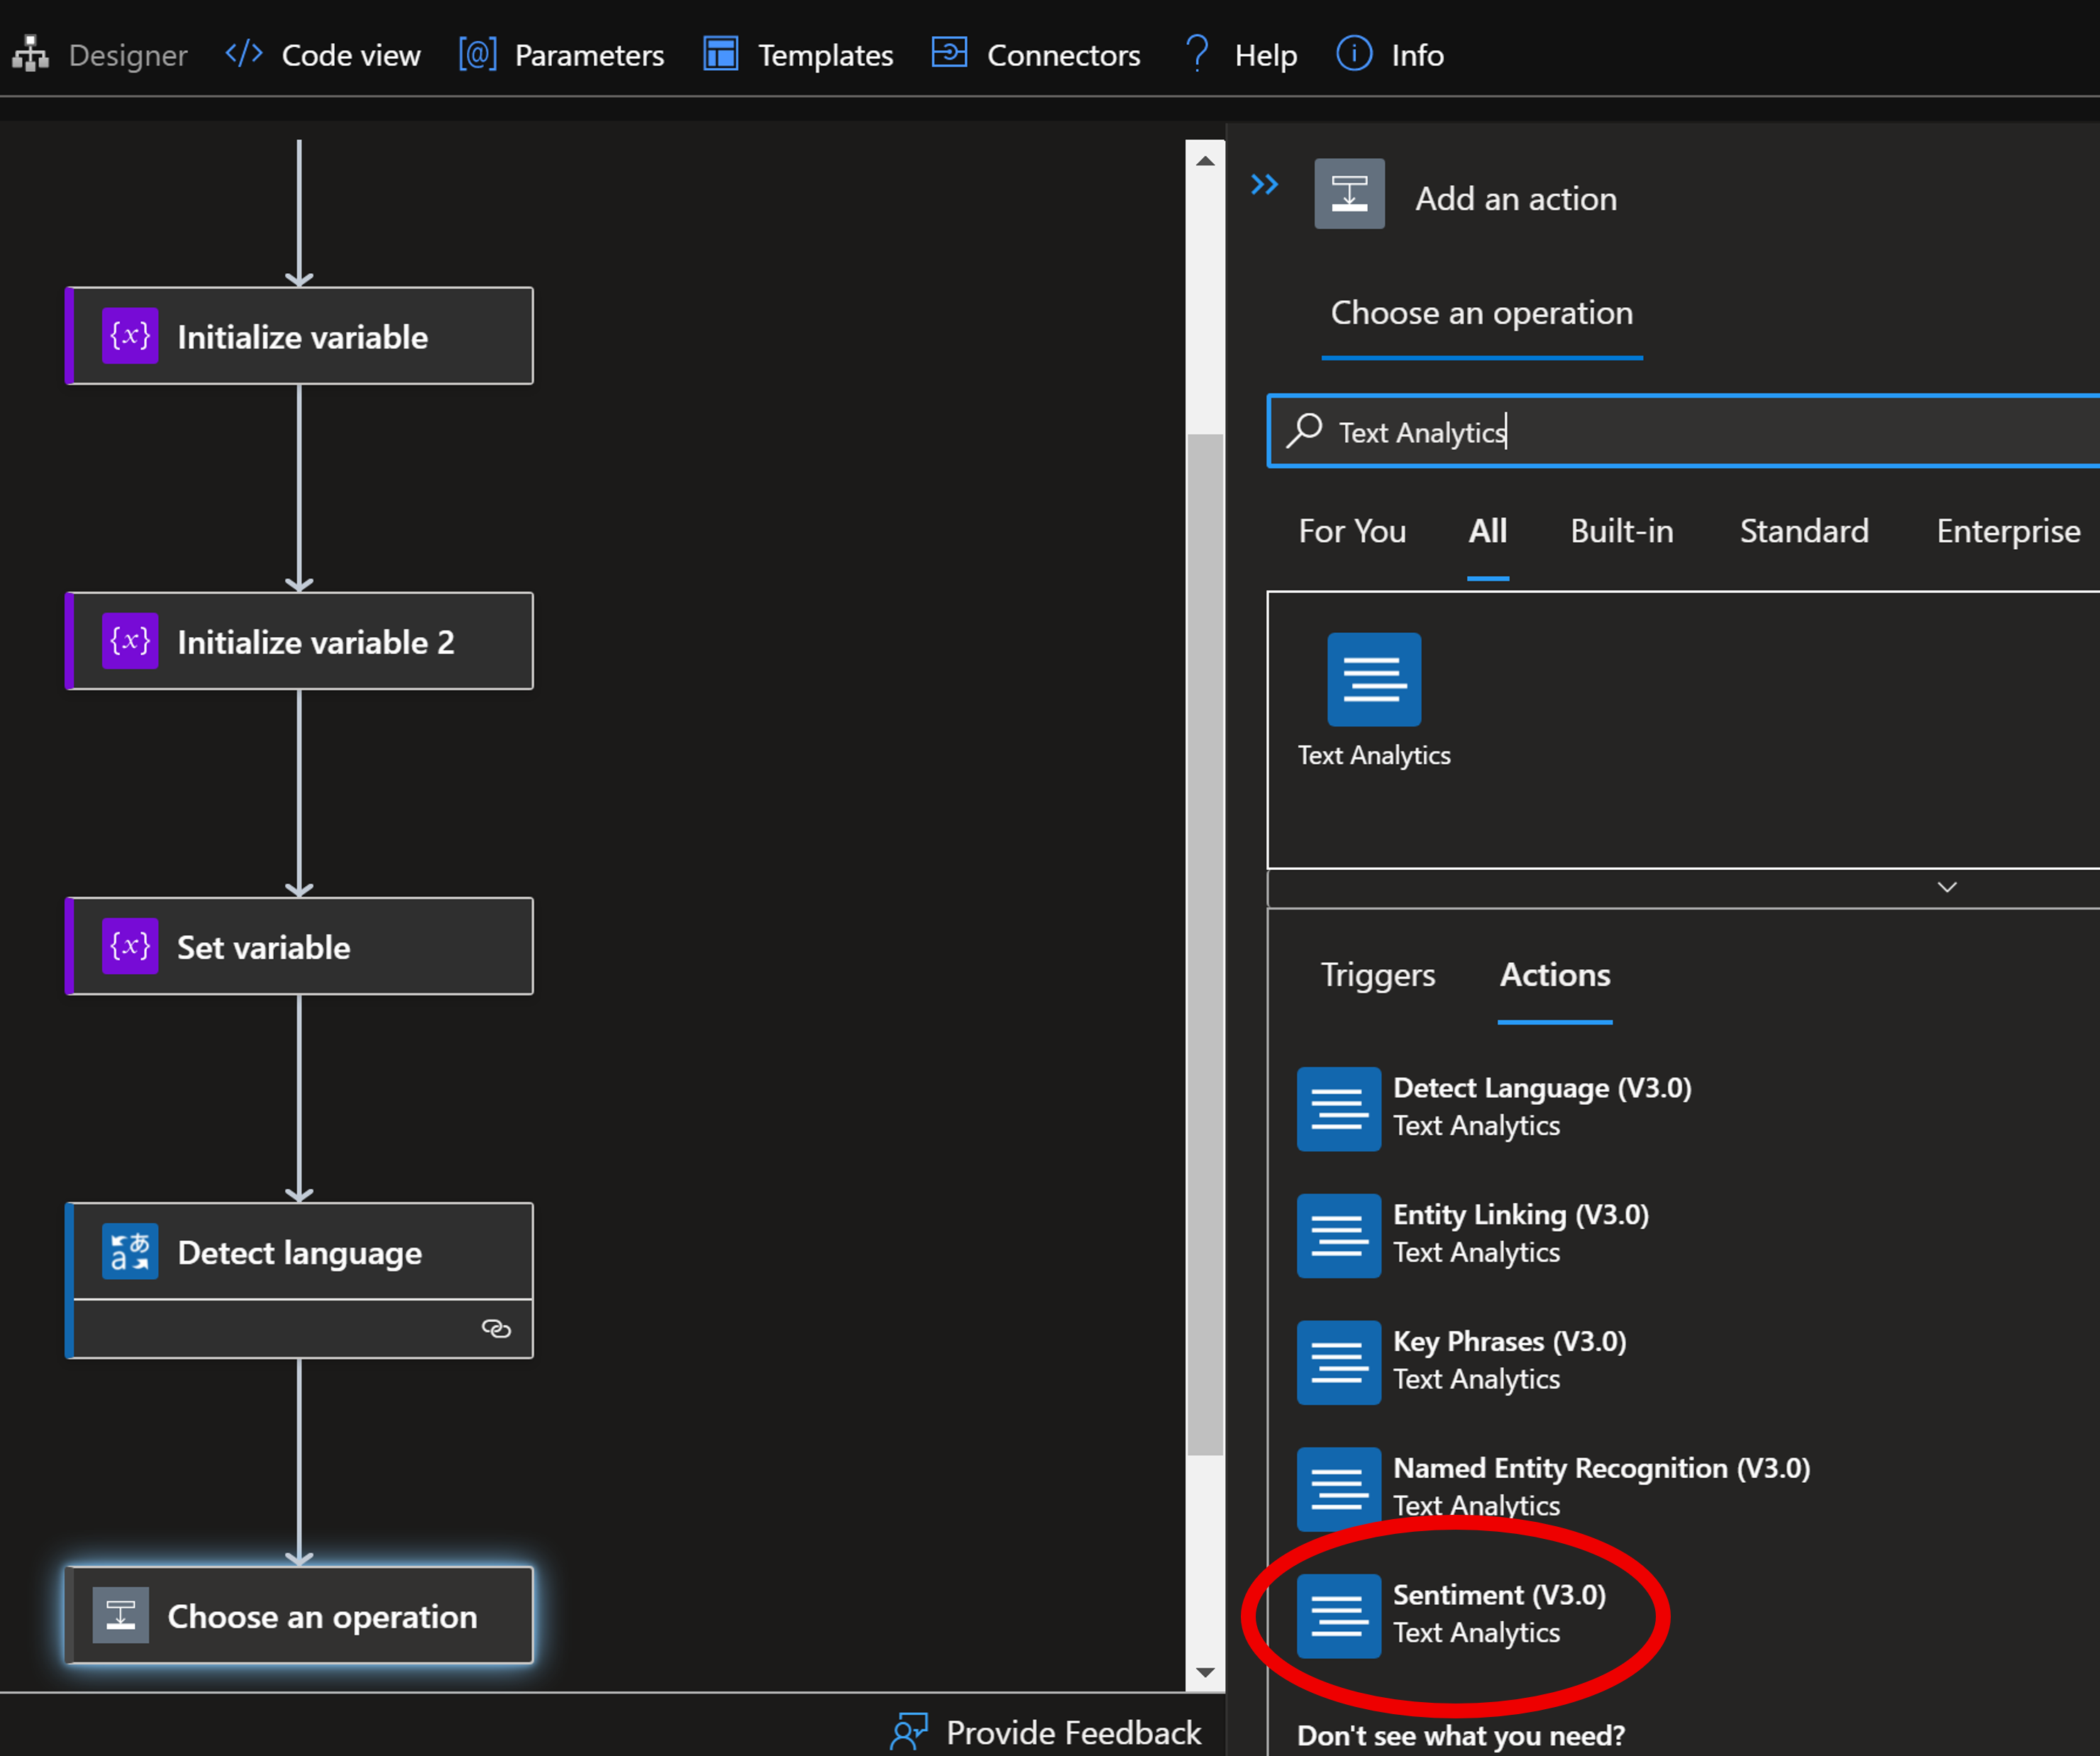 Designer </> Code view [@] Parameters Templates Connectors ? Help i Info
{x} Initialize variable
{x} Initialize variable 2
{x} Set variable
aあ Detect language
Choose an operation
Provide Feedback
Add an action
Choose an operation
Text Analytics
For You All Built-in Standard Enterprise
Text Analytics
Triggers Actions
Detect Language (V3.0)
Text Analytics
Entity Linking (V3.0)
Text Analytics
Key Phrases (V3.0)
Text Analytics
Named Entity Recognition (V3.0)
Text Analytics
Sentiment (V3.0)
Text Analytics
Don't see what you need?